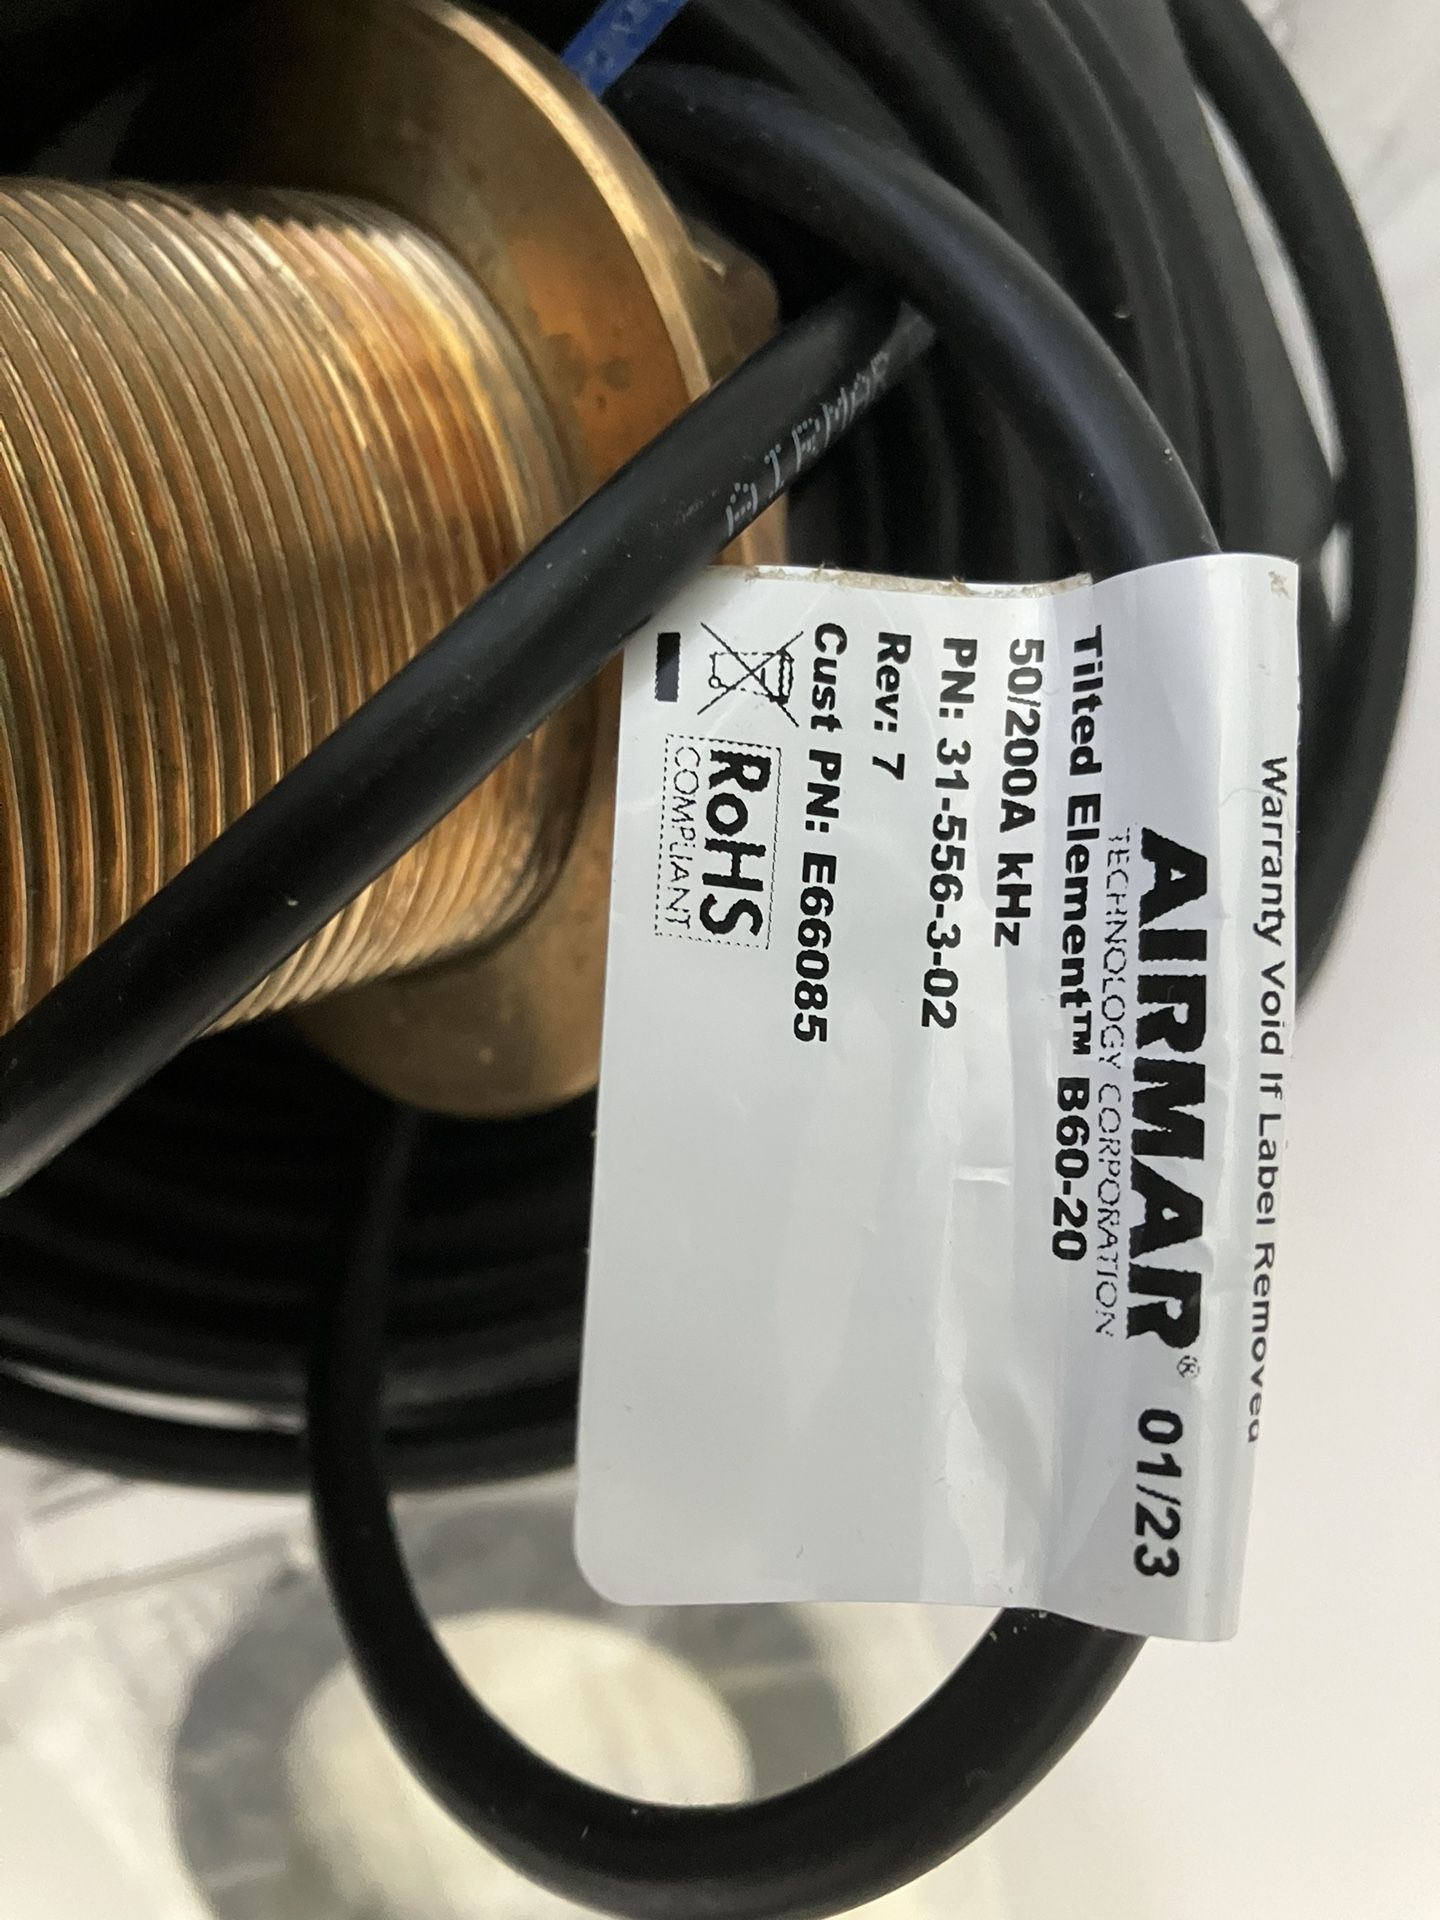 Warranty Void If Label Removed
AIRMAR® 01/23
TECHNOLOGY CORPORATION
Tilted Element™ B60-20
50/200A kHz
PN: 31-556-3-02
Rev: 7
Cust PN: E66085
RoHS
COMPLIANT